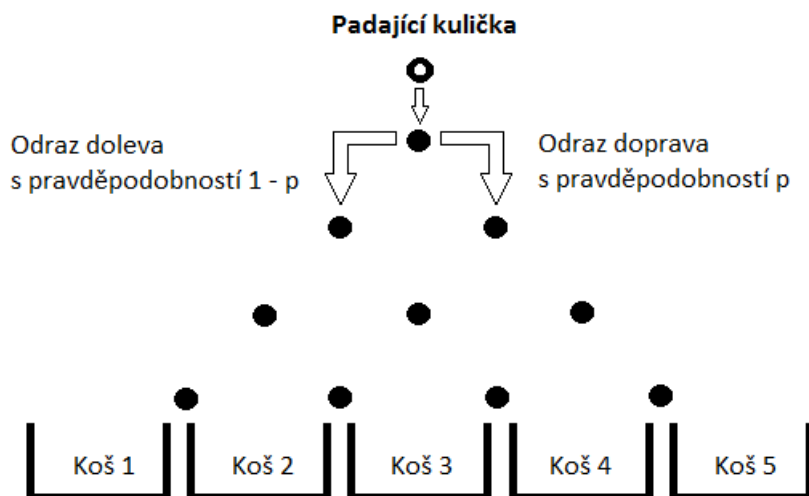 Padající kulička
Odraz doleva
s pravděpodobností 1 - p
Odraz doprava
s pravděpodobností p
Koš 1
Koš 2
Koš 3
Koš 4
Koš 5